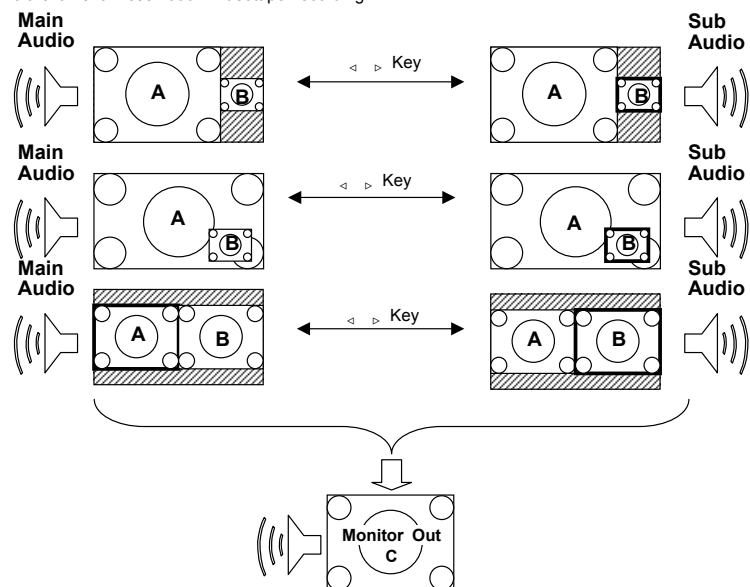 Main
Audio
A
B
◁ ▷ Key
A
B
Sub
Audio
Main
Audio
A
B
◁ ▷ Key
A
B
Sub
Audio
Main
Audio
A
B
◁ ▷ Key
A
B
Sub
Audio
Monitor Out
C